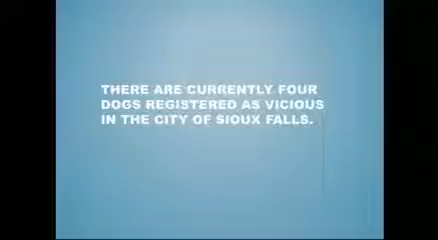 THERE ARE CURRENTLY FOUR
DOGS REGISTERED AS VICIOUS
IN THE CITY OF SIOUX FALLS.